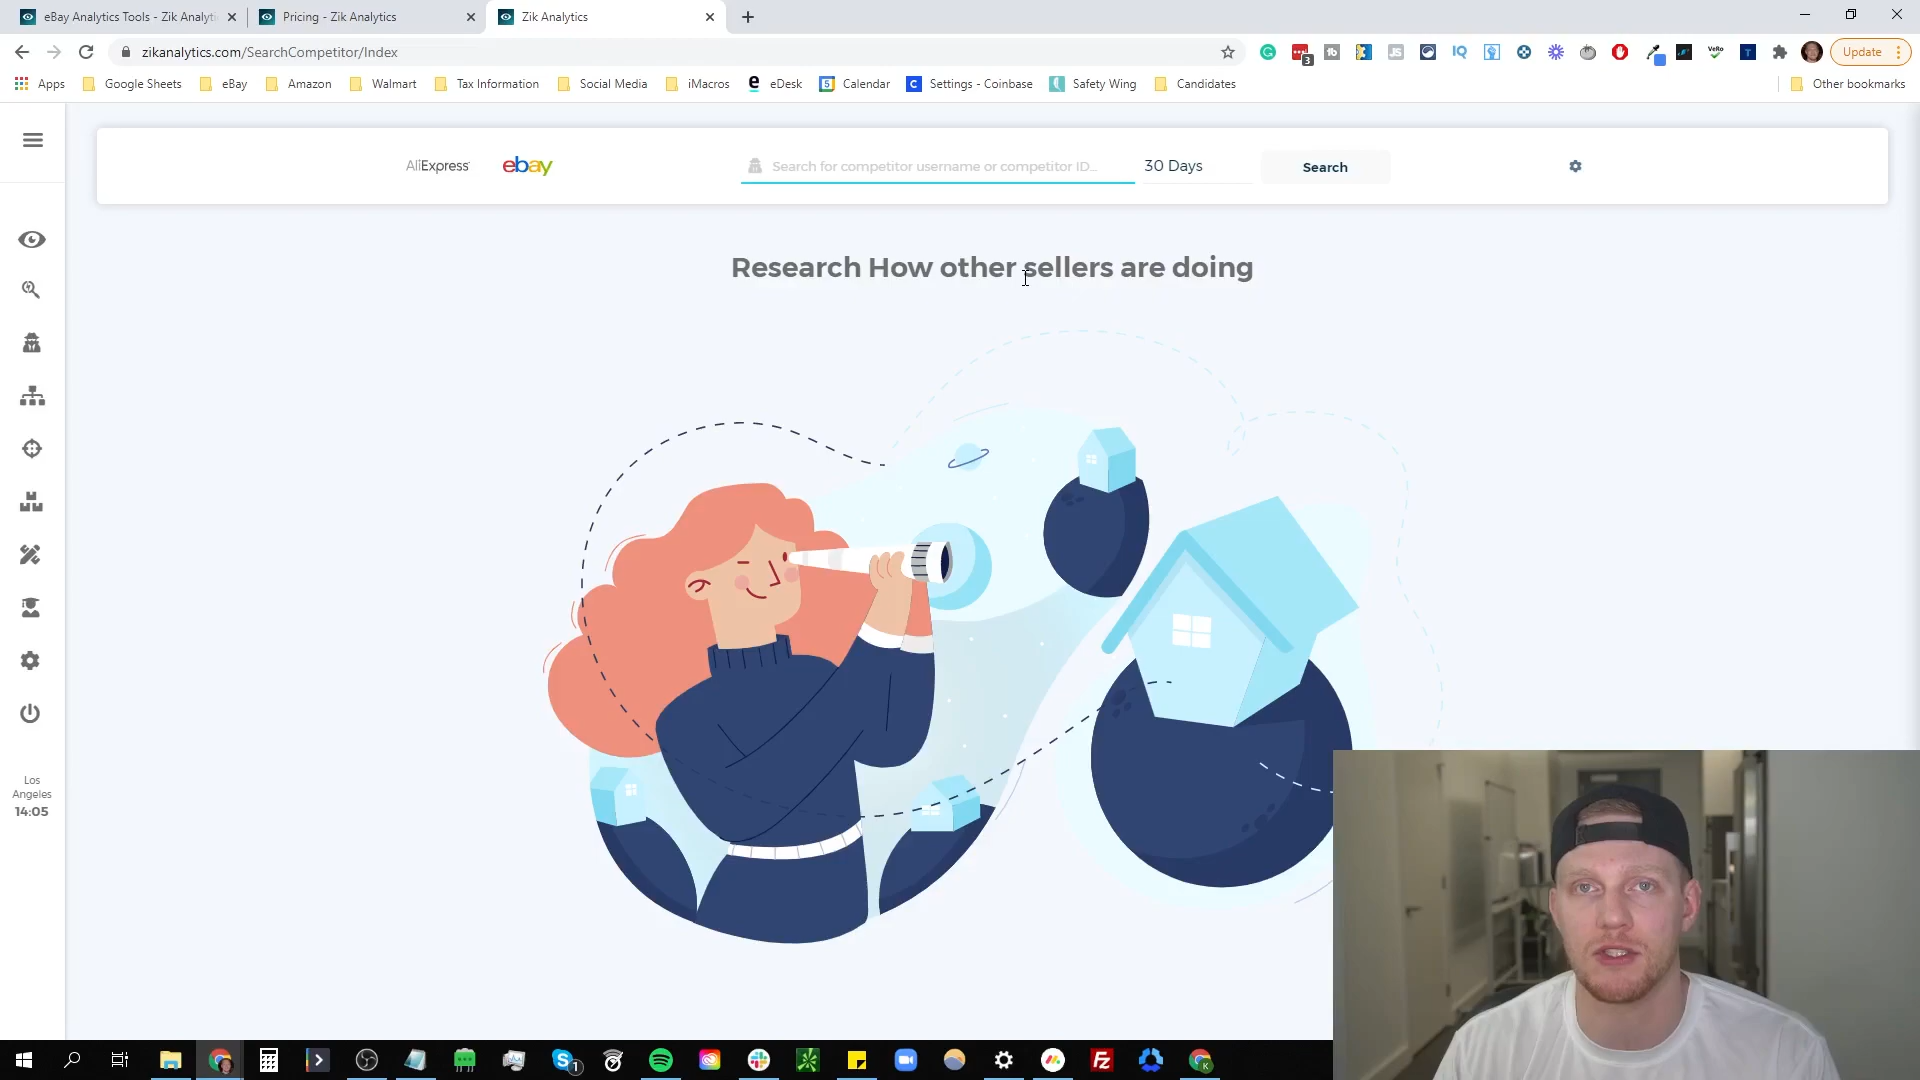 eBay Analytics Tools - Zik Analyti
Pricing - Zik Analytics
Zik Analytics
zikanalytics.com/SearchCompetitor/Index
Update
Apps
Google Sheets
eBay
Amazon
Walmart
Tax Information
Social Media
iMacros
eDesk
Calendar
Settings - Coinbase
Safety Wing
Candidates
Other bookmarks
AliExpress
ebay
Search for competitor username or competitor ID...
30 Days
Search
Research How other sellers are doing
Los
Angeles
14:05